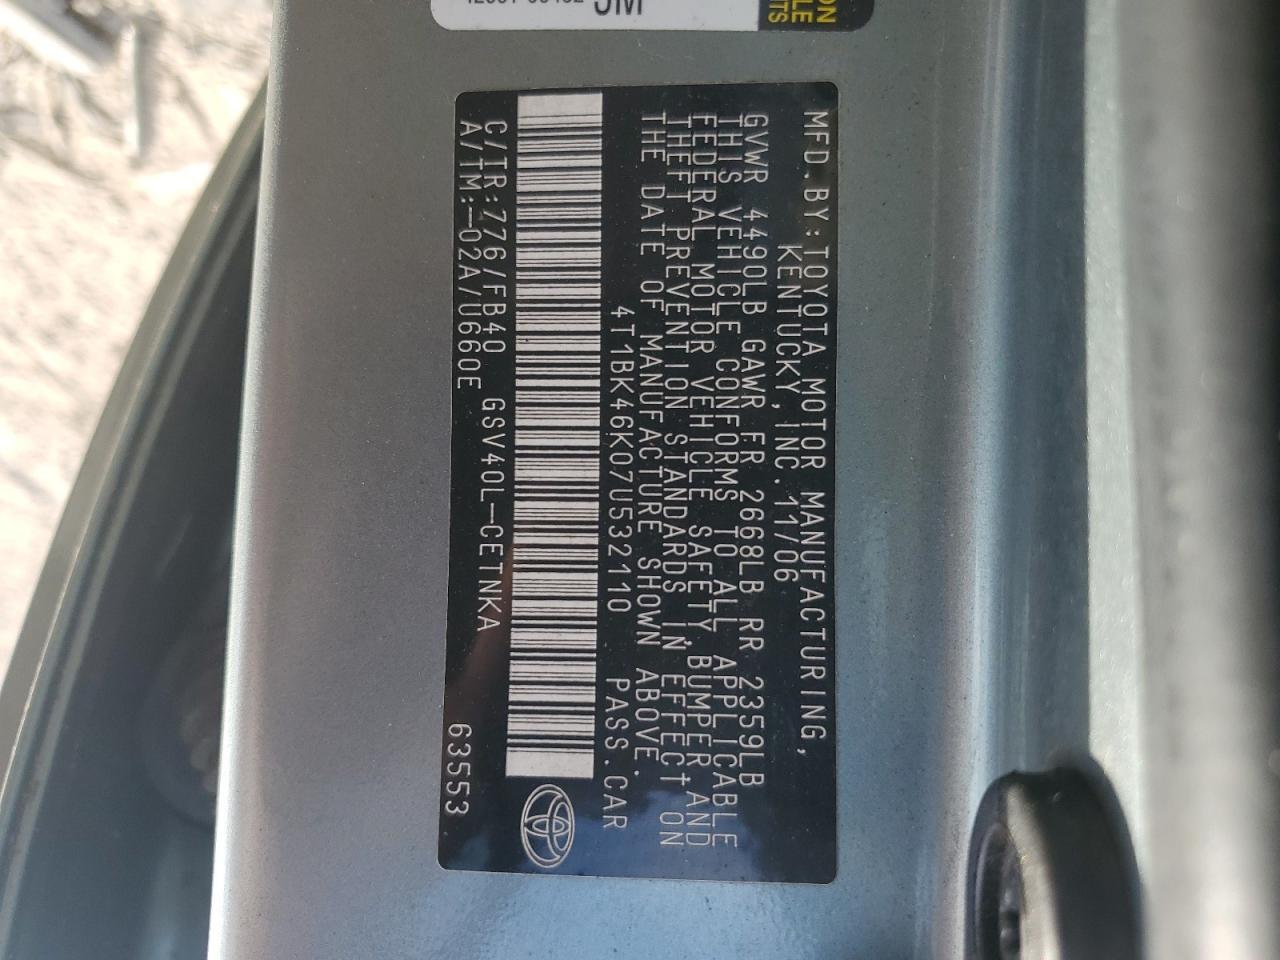 MFD. BY: TOYOTA MOTOR MANUFACTURING,
KENTUCKY, INC. 11/06
GVWR 4490LB GAWR FR 2668LB RR 2359LB
THIS VEHICLE CONFORMS TO ALL APPLICABLE
FEDERAL MOTOR VEHICLE SAFETY, BUMPER, AND
THEFT PREVENTION STANDARDS IN EFFECT ON
THE DATE OF MANUFACTURE SHOWN ABOVE.
4T1BK46K07U532110 PASS. CAR
C/TR: 776/FB40 GSV40L-CETNKA
A/TM: -02A/U660E 63553